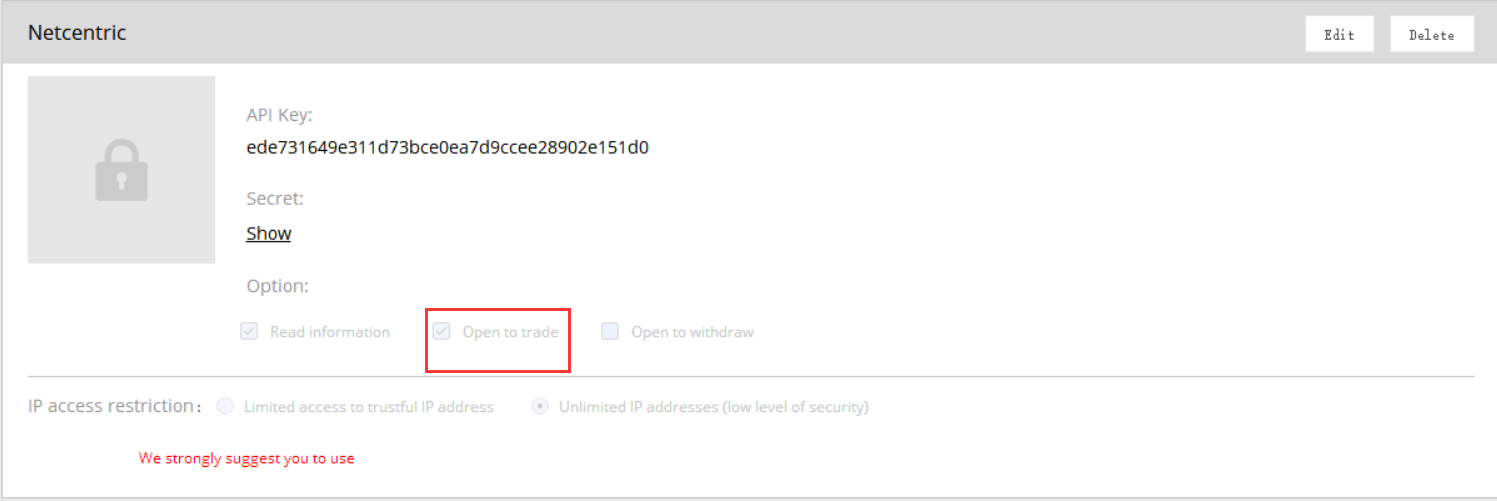 Netcentric Edit Delete
API Key:
ede731649e311d73bce0ea7d9ccee28902e151d0
Secret:
Show
Option:
Read information Open to trade Open to withdraw
IP access restriction： Limited access to trustful IP address Unlimited IP addresses (low level of security)
We strongly suggest you to use